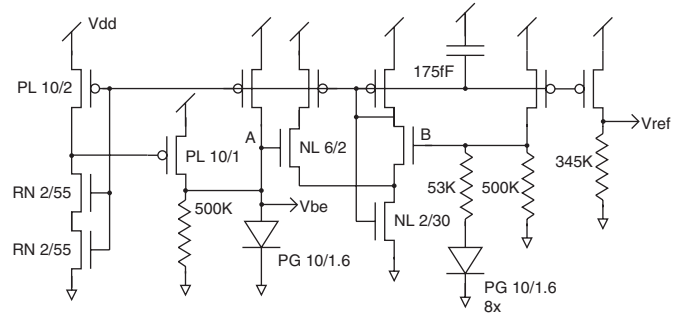 Vdd
PL 10/2
175fF
A
B
Vref
PL 10/1
NL 6/2
345K
RN 2/55
53K
500K
500K
Vbe
NL 2/30
RN 2/55
PG 10/1.6
PG 10/1.6
8x